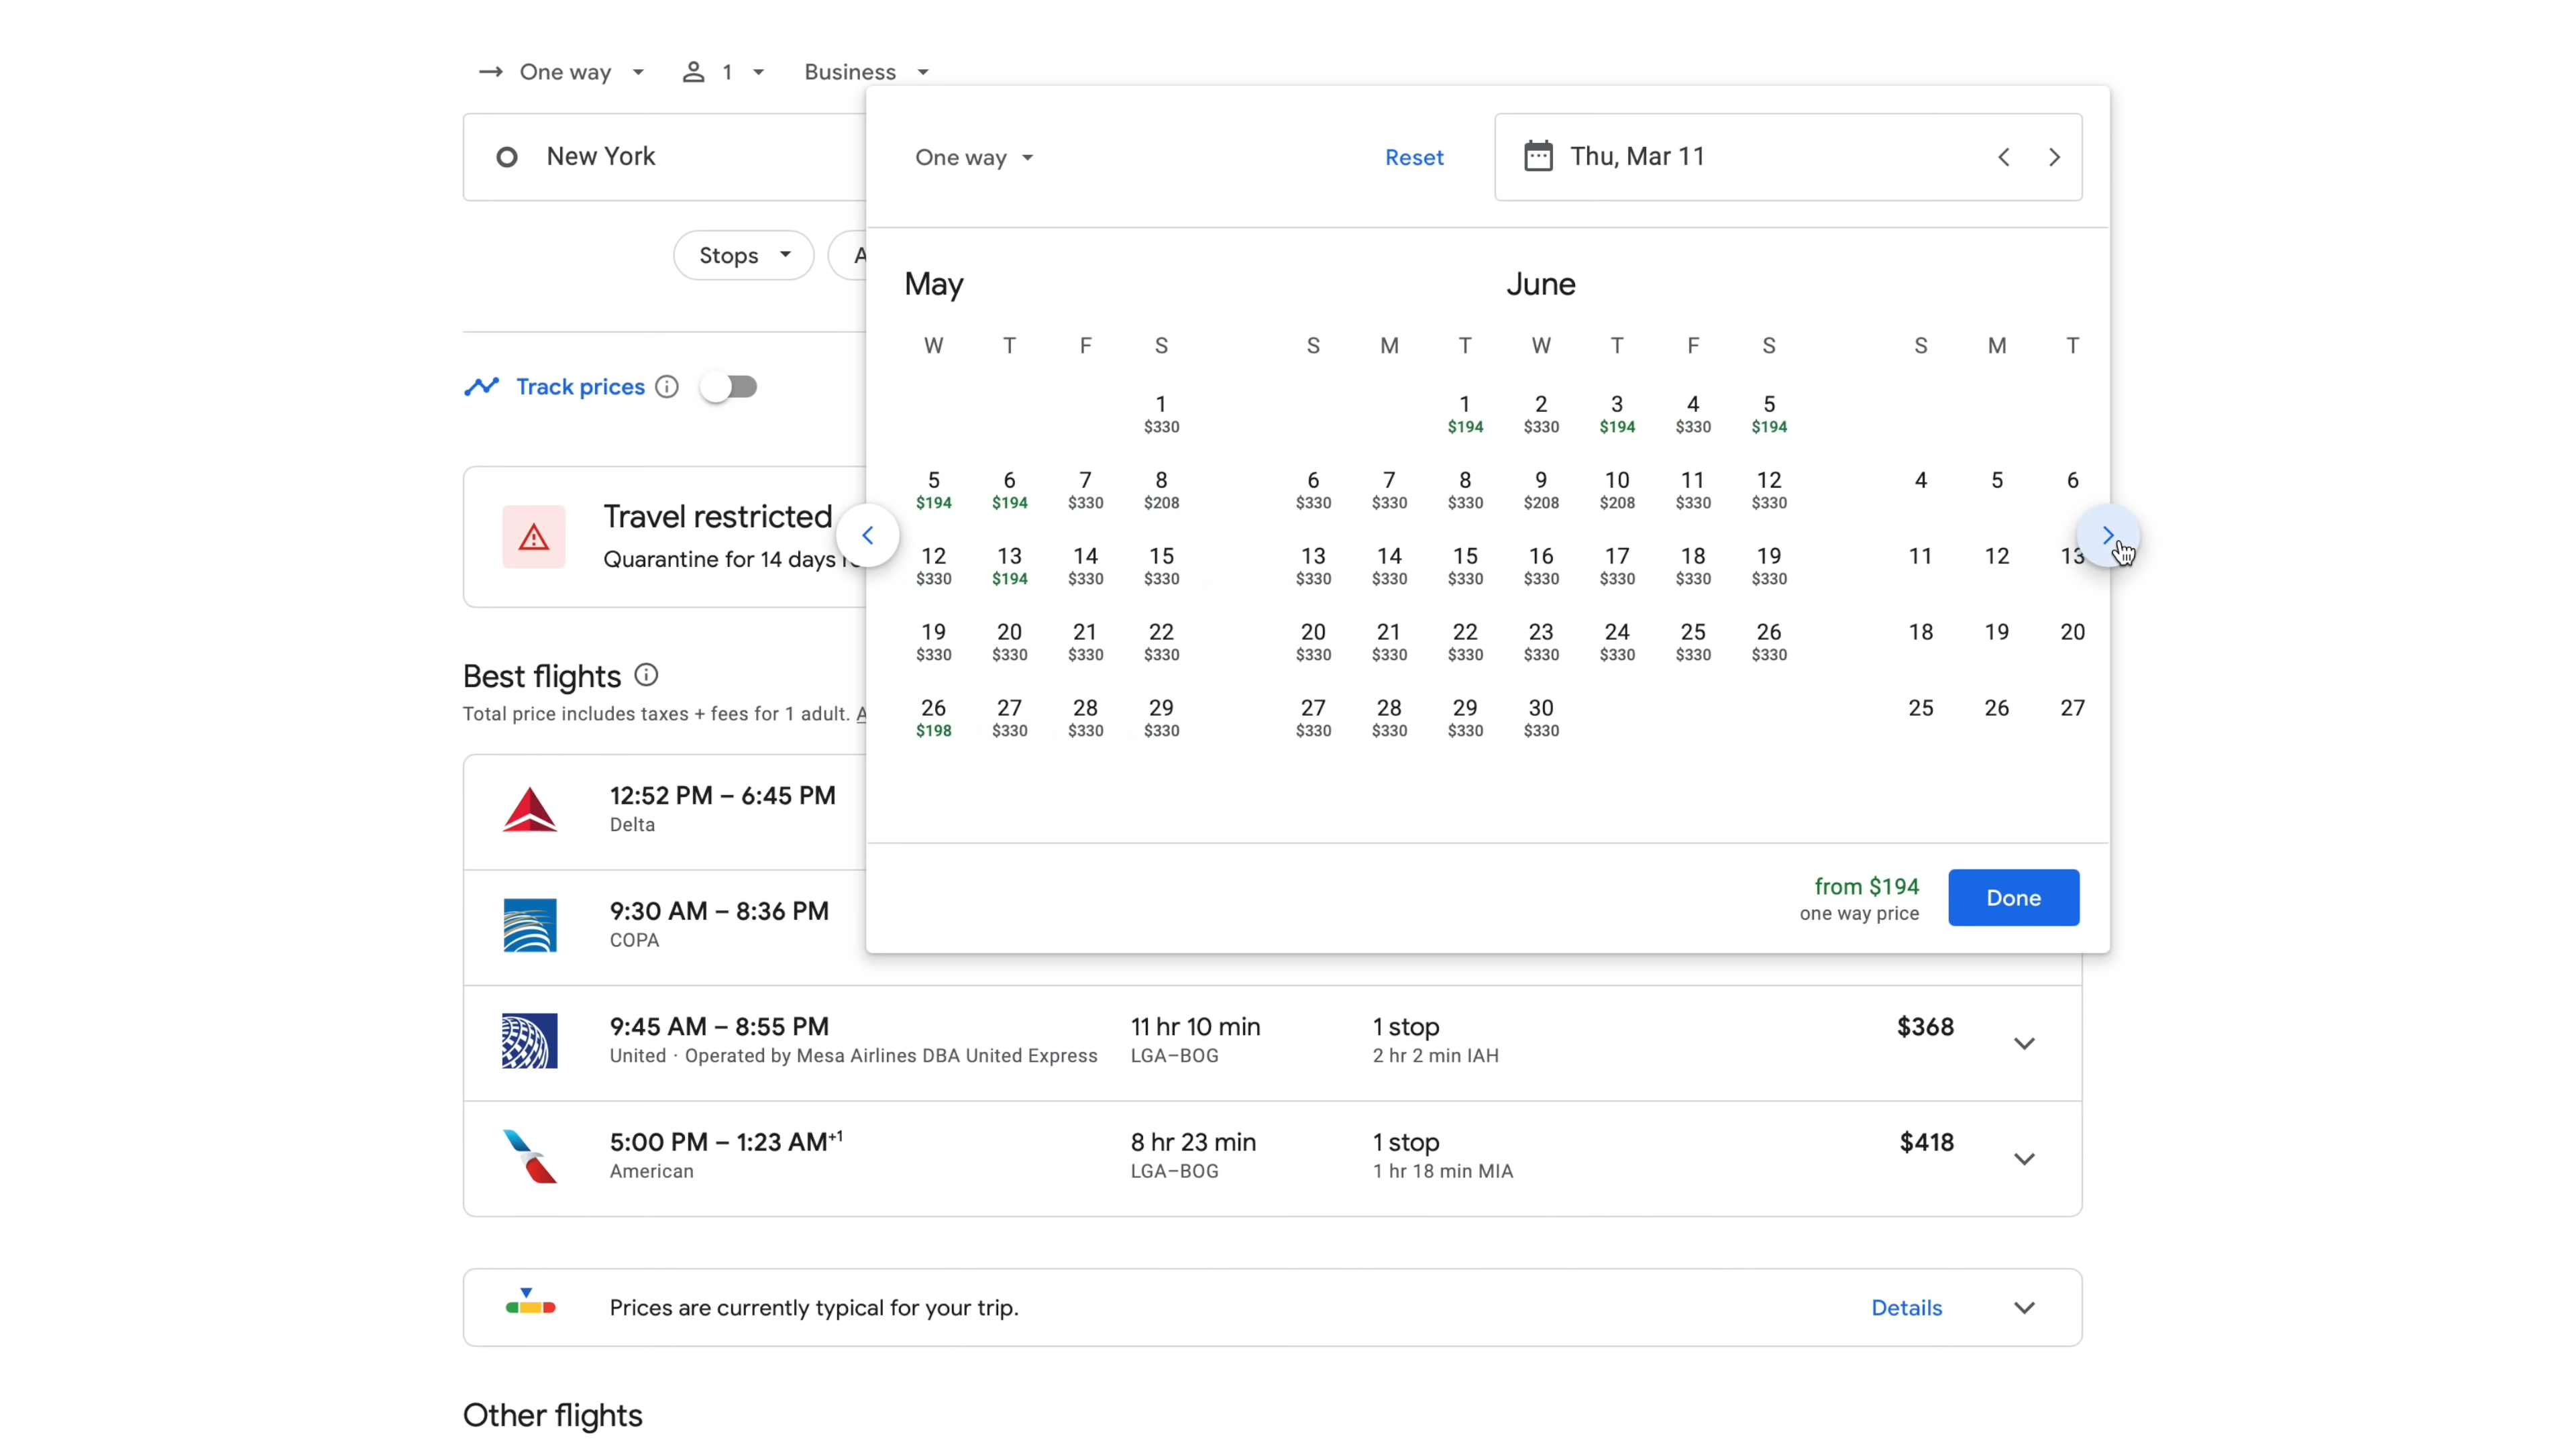 One way 1 Business
New York
One way Reset Thu, Mar 11
Stops
Track prices
Travel restricted
Quarantine for 14 days
May
W T F S
1
$330
5 6 7 8
$194 $194 $330 $208
12 13 14 15
$330 $194 $330 $330
19 20 21 22
$330 $330 $330 $330
26 27 28 29
$198 $330 $330 $330
June
S M T W T F S
1 2 3 4 5
$194 $330 $194 $330 $194
6 7 8 9 10 11 12
$330 $330 $330 $208 $208 $330 $330
13 14 15 16 17 18 19
$330 $330 $330 $330 $330 $330 $330
20 21 22 23 24 25 26
$330 $330 $330 $330 $330 $330 $330
27 28 29 30
$330 $330 $330 $330
S M T
4 5 6
11 12 13
18 19 20
25 26 27
from $194
one way price
Done
Best flights
Total price includes taxes + fees for 1 adult.
12:52 PM – 6:45 PM
Delta
9:30 AM – 8:36 PM
COPA
9:45 AM – 8:55 PM 11 hr 10 min 1 stop $368
United · Operated by Mesa Airlines DBA United Express LGA–BOG 2 hr 2 min IAH
5:00 PM – 1:23 AM+1 8 hr 23 min 1 stop $418
American LGA–BOG 1 hr 18 min MIA
Prices are currently typical for your trip. Details
Other flights